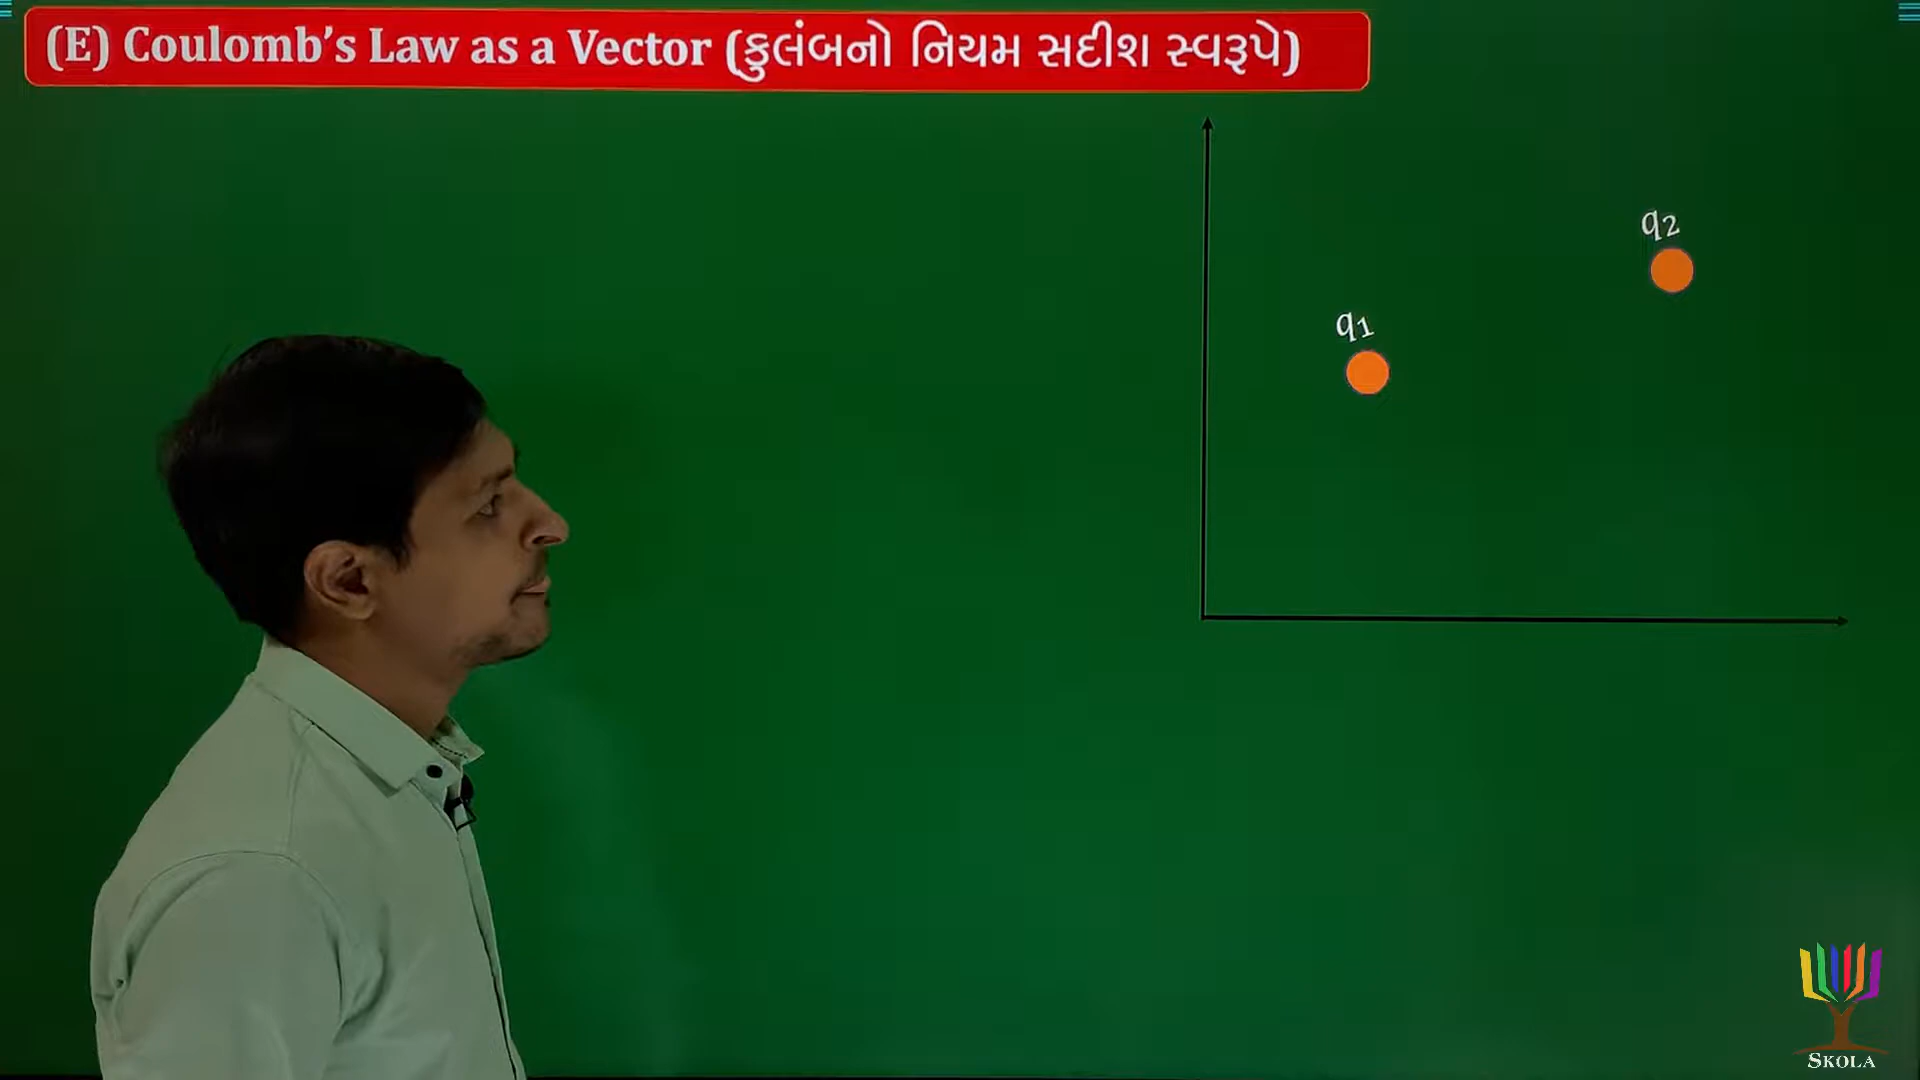 (E) Coulomb’s Law as a Vector (કુલંબનો નિયમ સદીશ સ્વરૂપે)
q2
q1
SKOLA